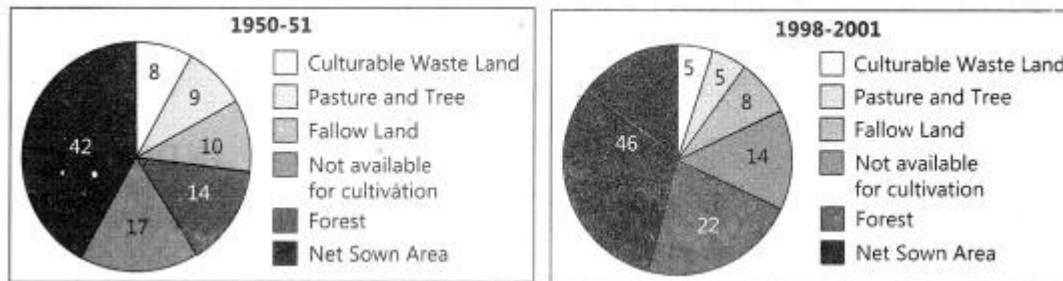 1950-51
8
9
10
14
17
42
Culturable Waste Land
Pasture and Tree
Fallow Land
Not available
for cultivation
Forest
Net Sown Area
1998-2001
5
5
8
14
22
46
Culturable Waste Land
Pasture and Tree
Fallow Land
Not available
for cultivation
Forest
Net Sown Area